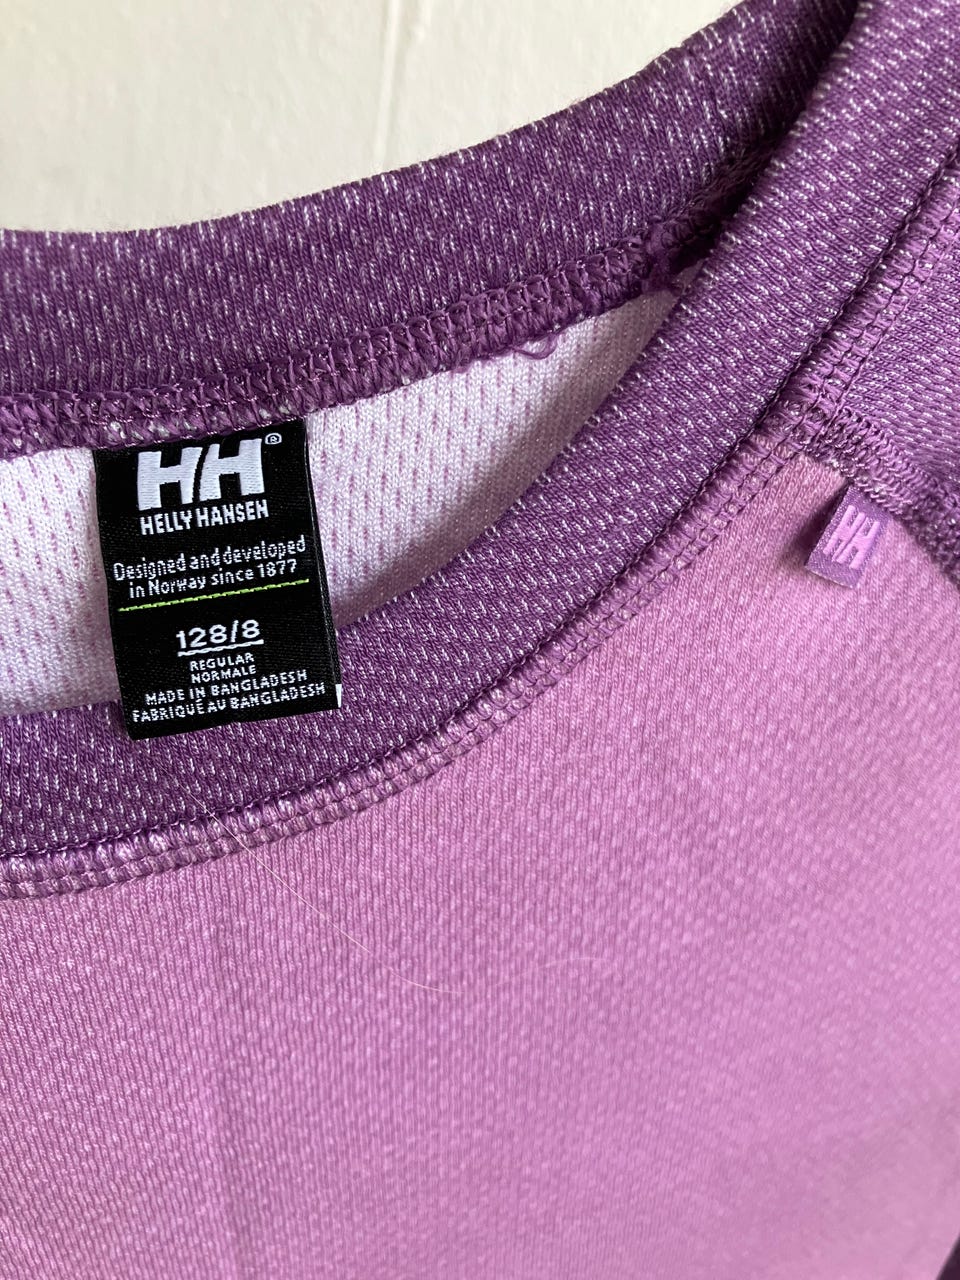 HH®
HELLY HANSEN
Designed and developed
in Norway since 1877
128/8
REGULAR
NORMALE
MADE IN BANGLADESH
FABRIQUÉ AU BANGLADESH
HH